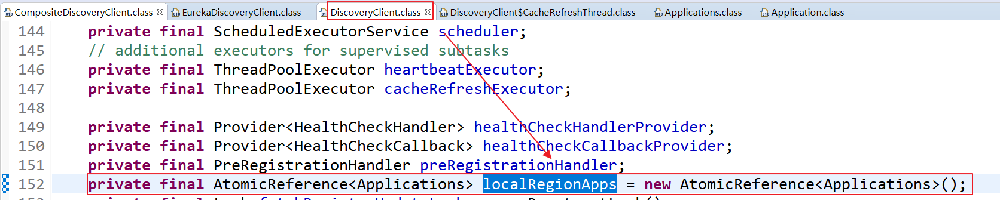 CompositeDiscoveryClient.class EurekaDiscoveryClient.class DiscoveryClient.class DiscoveryClient$CacheRefreshThread.class Applications.class Application.class
144 private final ScheduledExecutorService scheduler;
145 // additional executors for supervised subtasks
146 private final ThreadPoolExecutor heartbeatExecutor;
147 private final ThreadPoolExecutor cacheRefreshExecutor;
148
149 private final Provider<HealthCheckHandler> healthCheckHandlerProvider;
150 private final Provider<HealthCheckCallback> healthCheckCallbackProvider;
151 private final PreRegistrationHandler preRegistrationHandler;
152 private final AtomicReference<Applications> localRegionApps = new AtomicReference<Applications>();